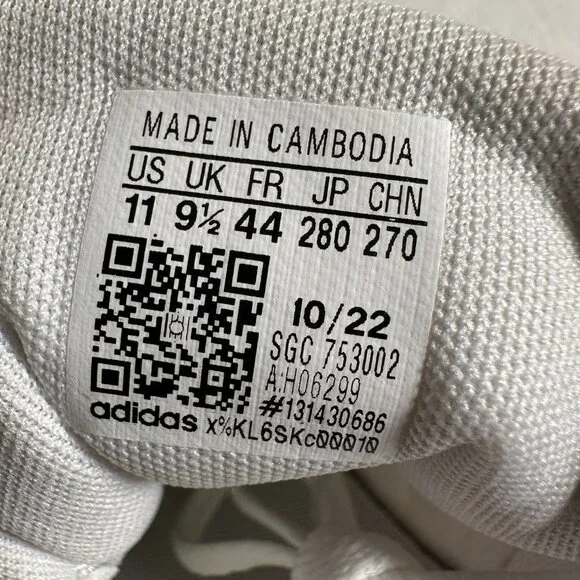 MADE IN CAMBODIA
US UK FR JP CHN
11 9½ 44 280 270
10/22
SGC 753002
A:H06299
#131430686
adidas X%KL6SKc00010